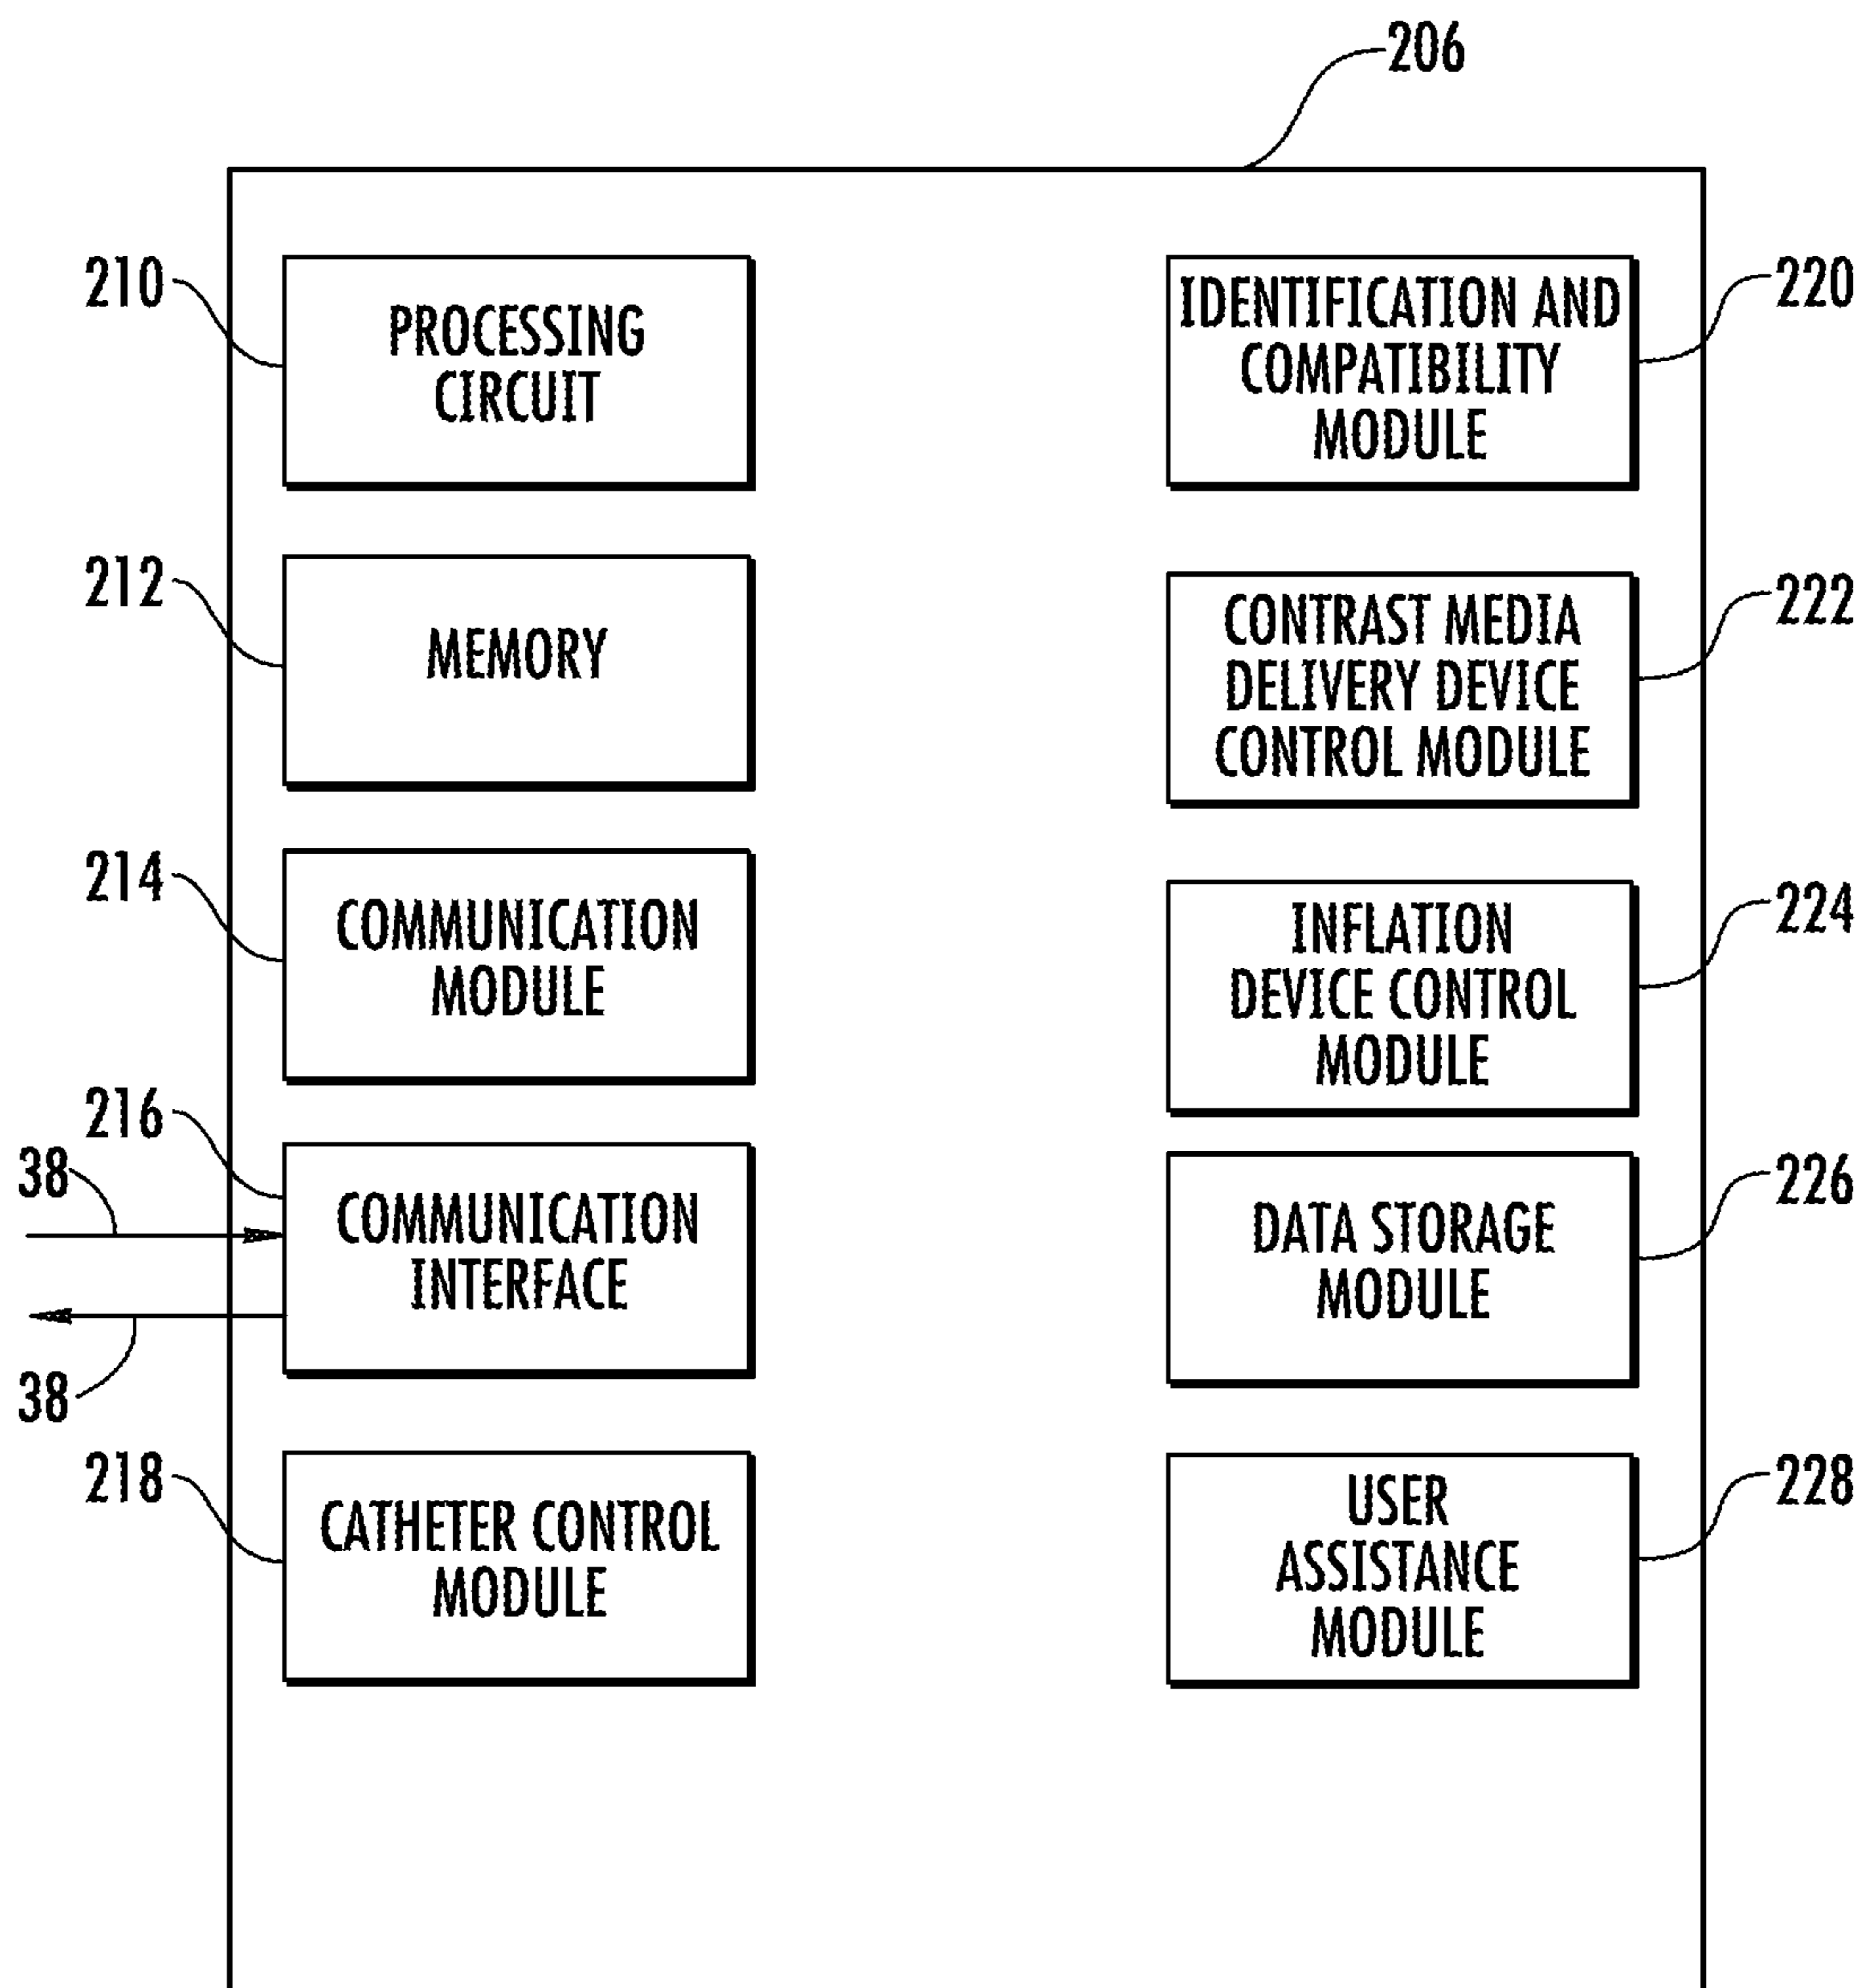 206
210
PROCESSING
CIRCUIT
212
MEMORY
214
COMMUNICATION
MODULE
216
38
COMMUNICATION
INTERFACE
38
218
CATHETER CONTROL
MODULE
220
IDENTIFICATION AND
COMPATIBILITY
MODULE
222
CONTRAST MEDIA
DELIVERY DEVICE
CONTROL MODULE
224
INFLATION
DEVICE CONTROL
MODULE
226
DATA STORAGE
MODULE
228
USER
ASSISTANCE
MODULE